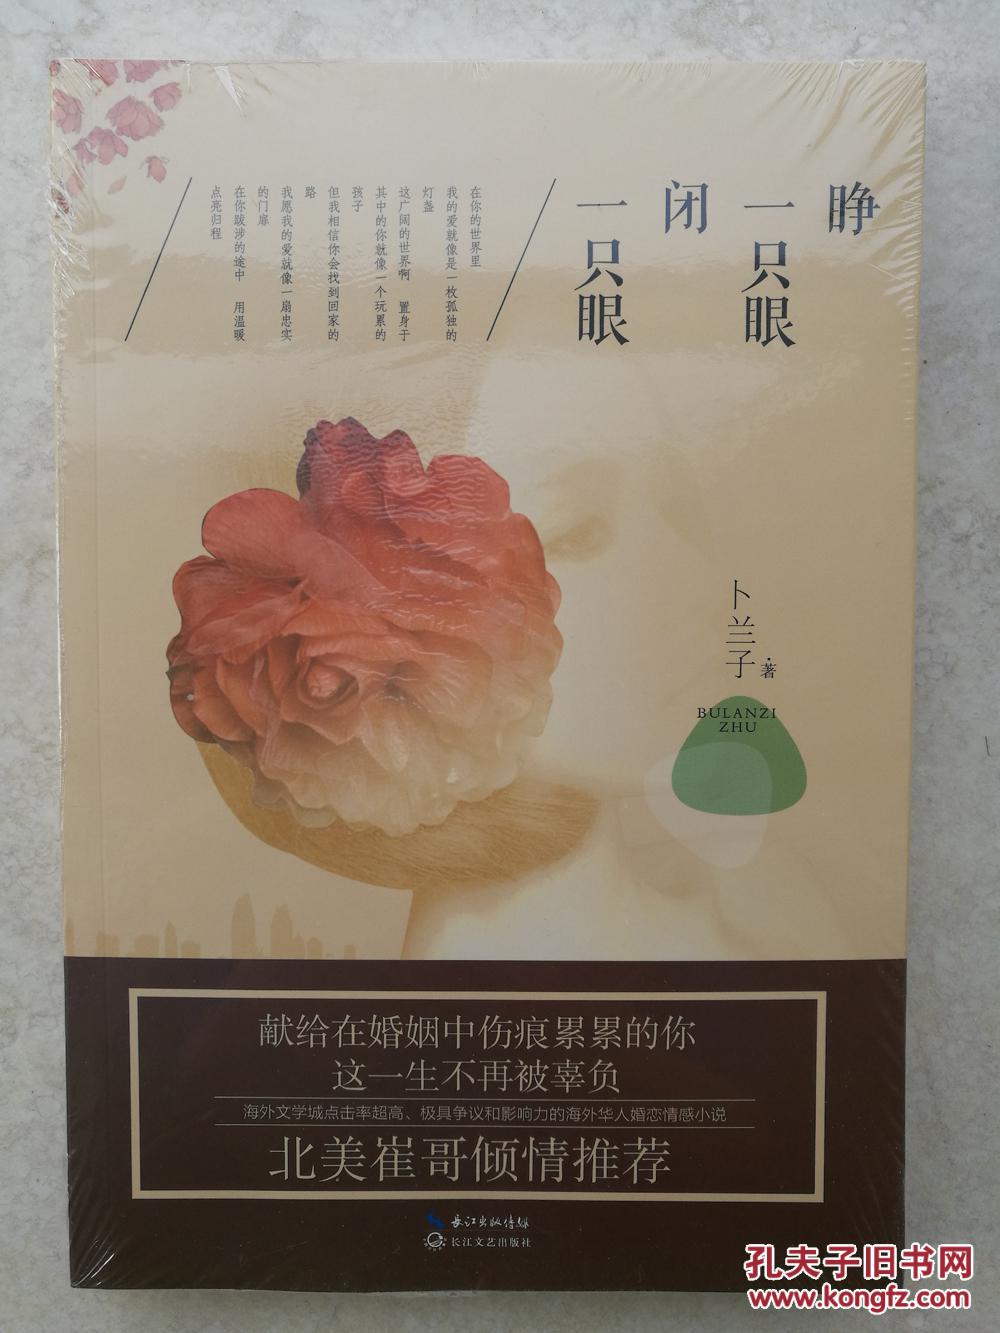 睁
一只眼
闭
一只眼
在你的世界里
我的爱就像是一枚孤独的
灯盏
这广阔的世界啊 置身于
其中的你就像一个玩累的
孩子
但我相信你会找到回家的
路
我愿我的爱就像一扇忠实
的门扉
在你跋涉的途中 用温暖
点亮归程
卜兰子·著
BULANZI
ZHU
献给在婚姻中伤痕累累的你
这一生不再被辜负
海外文学城点击率超高、极具争议和影响力的海外华人婚恋情感小说
北美崔哥倾情推荐
长江出版传媒
长江文艺出版社
孔夫子旧书网
www.kongfz.com